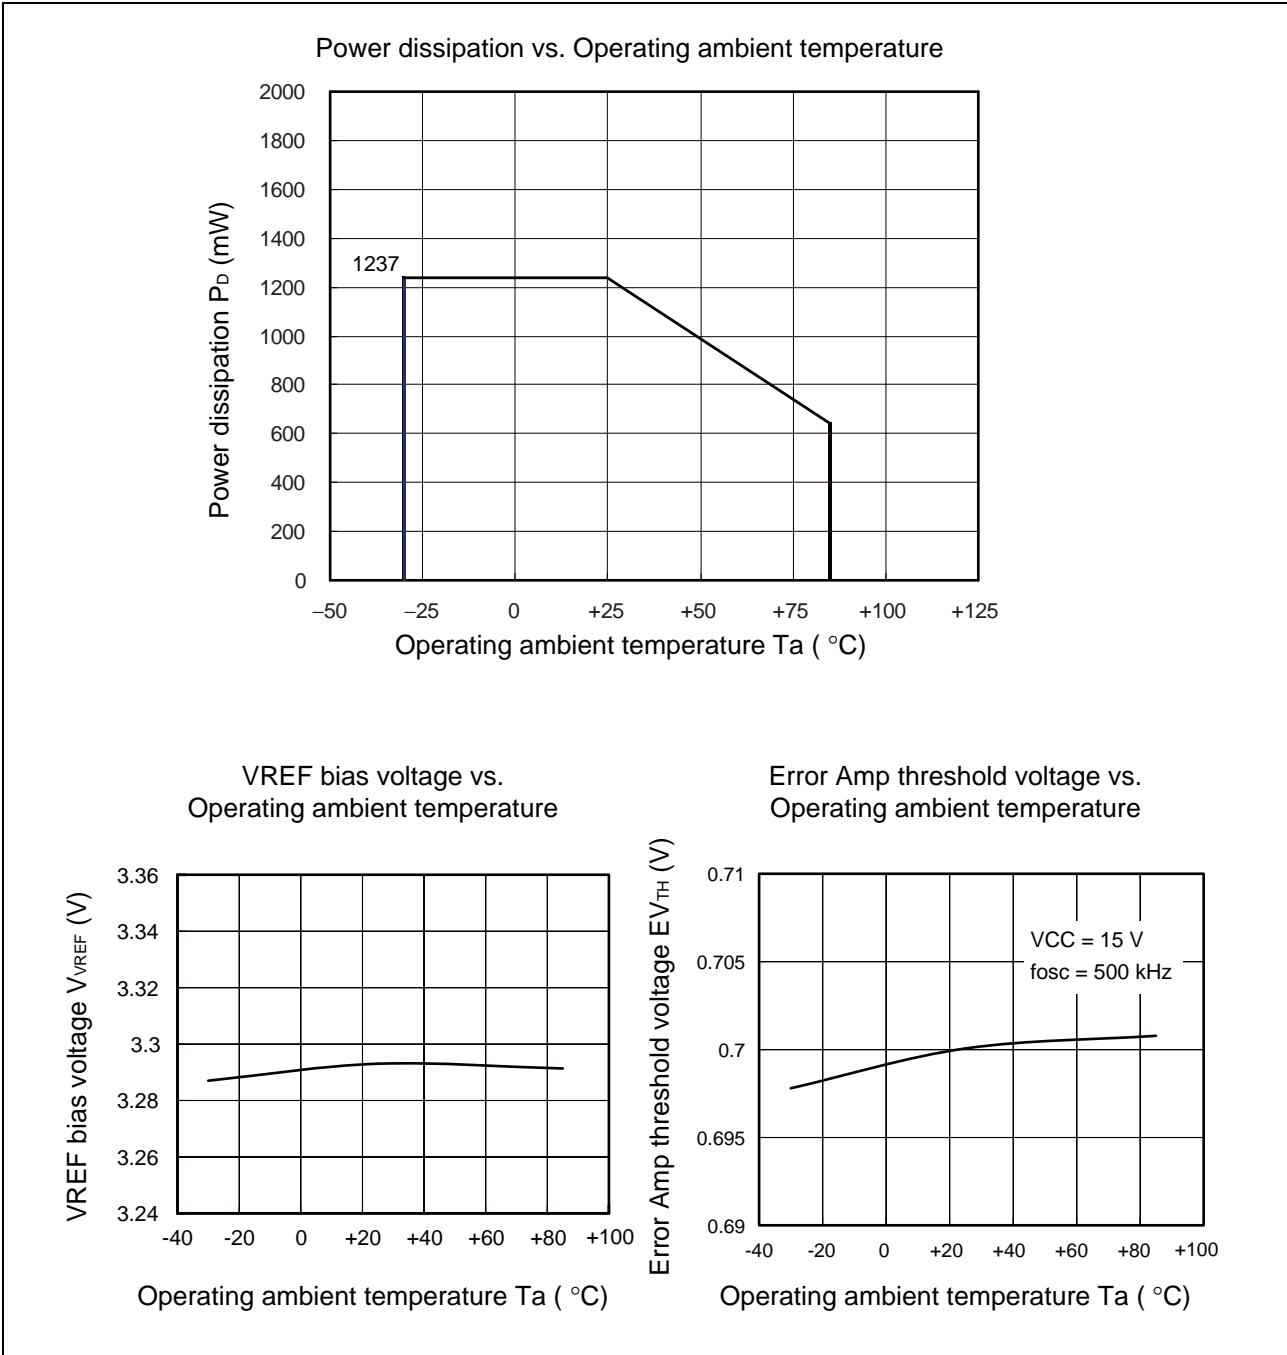 Power dissipation vs. Operating ambient temperature
2000
1800
1600
1400
1237
1200
1000
800
600
400
200
0
Power dissipation PD (mW)
−50 −25 0 +25 +50 +75 +100 +125
Operating ambient temperature Ta ( °C)
VREF bias voltage vs.
Operating ambient temperature
3.36
3.34
3.32
3.3
3.28
3.26
3.24
VREF bias voltage VVREF (V)
-40 -20 0 +20 +40 +60 +80 +100
Operating ambient temperature Ta ( °C)
Error Amp threshold voltage vs.
Operating ambient temperature
0.71
0.705
0.7
0.695
0.69
Error Amp threshold voltage EVTH (V)
VCC = 15 V
fosc = 500 kHz
-40 -20 0 +20 +40 +60 +80 +100
Operating ambient temperature Ta ( °C)